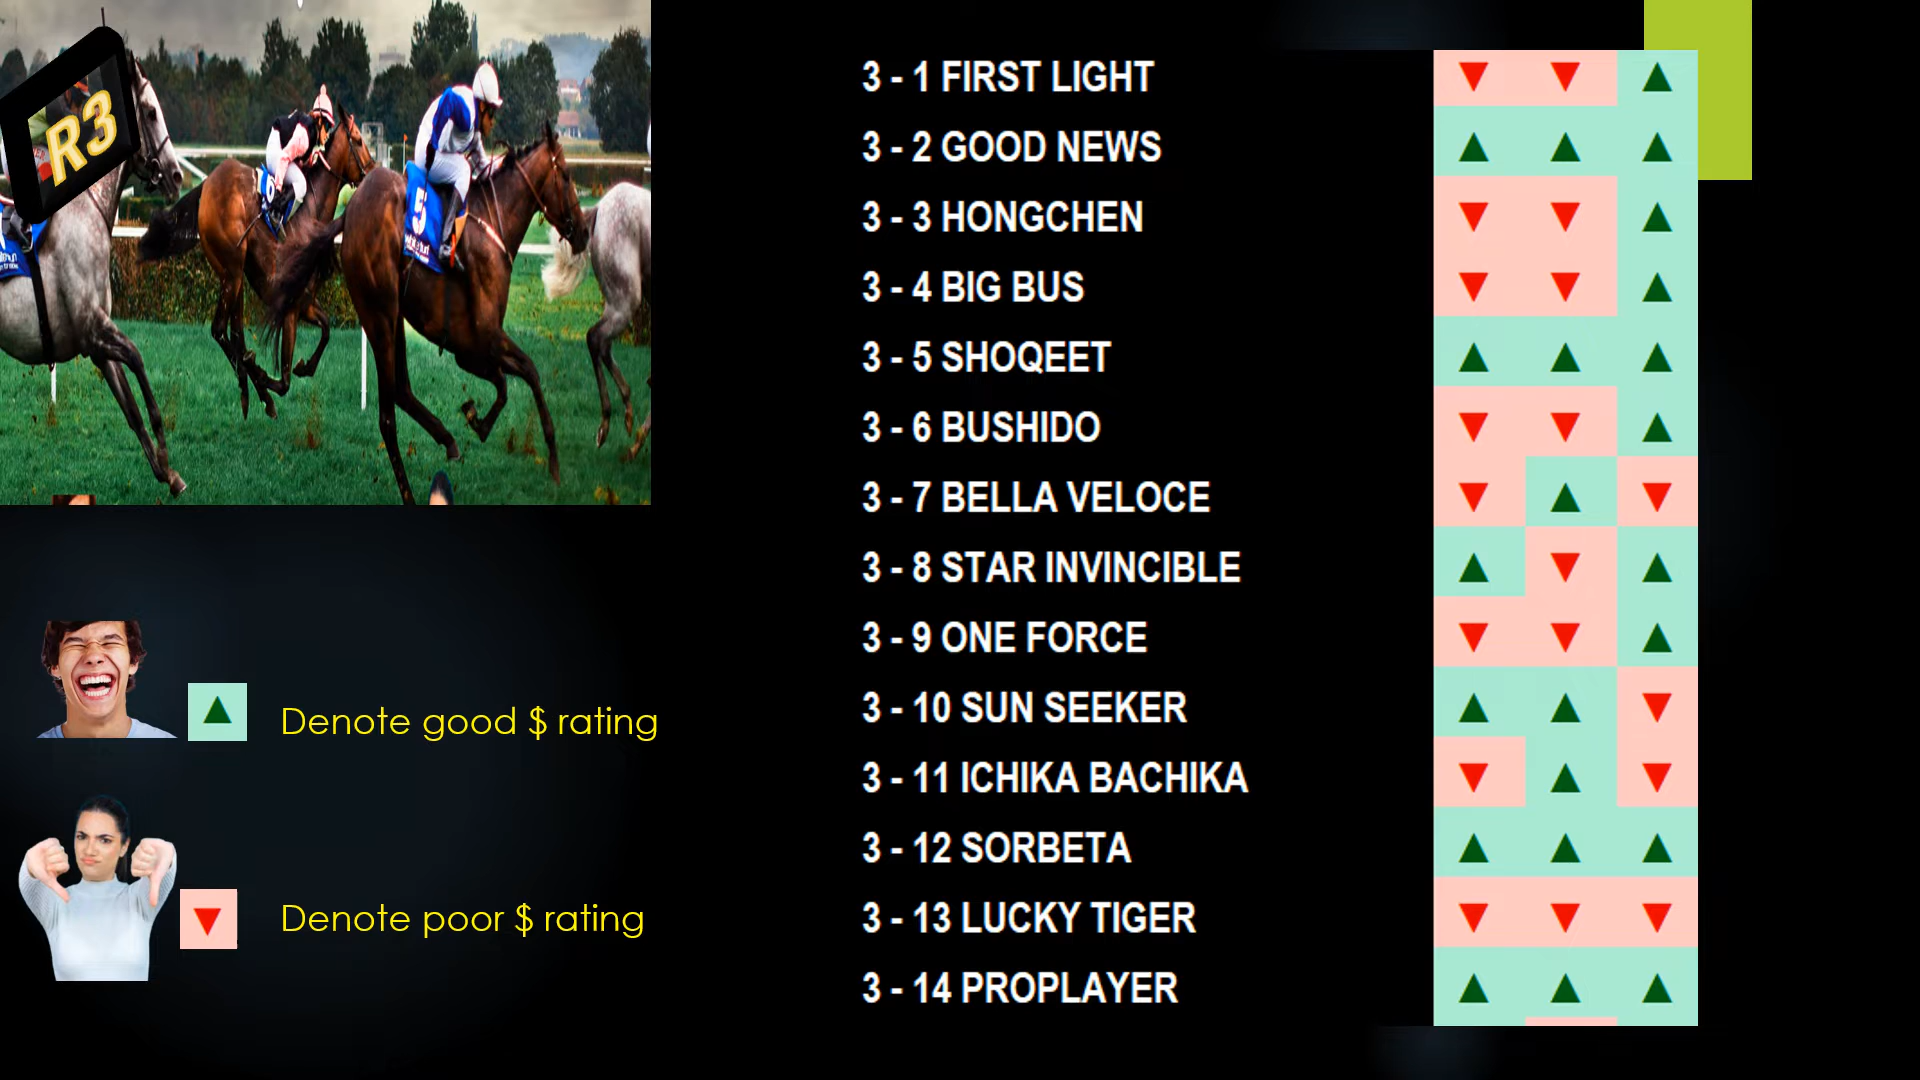 R3
6
5
3 - 1 FIRST LIGHT ▼ ▼ ▲
3 - 2 GOOD NEWS ▲ ▲ ▲
3 - 3 HONGCHEN ▼ ▼ ▲
3 - 4 BIG BUS ▼ ▼ ▲
3 - 5 SHOQEET ▲ ▲ ▲
3 - 6 BUSHIDO ▼ ▼ ▲
3 - 7 BELLA VELOCE ▼ ▲ ▼
3 - 8 STAR INVINCIBLE ▲ ▼ ▲
3 - 9 ONE FORCE ▼ ▼ ▲
3 - 10 SUN SEEKER ▲ ▲ ▼
3 - 11 ICHIKA BACHIKA ▼ ▲ ▼
3 - 12 SORBETA ▲ ▲ ▲
3 - 13 LUCKY TIGER ▼ ▼ ▼
3 - 14 PROPLAYER ▲ ▲ ▲
▲ Denote good $ rating
▼ Denote poor $ rating